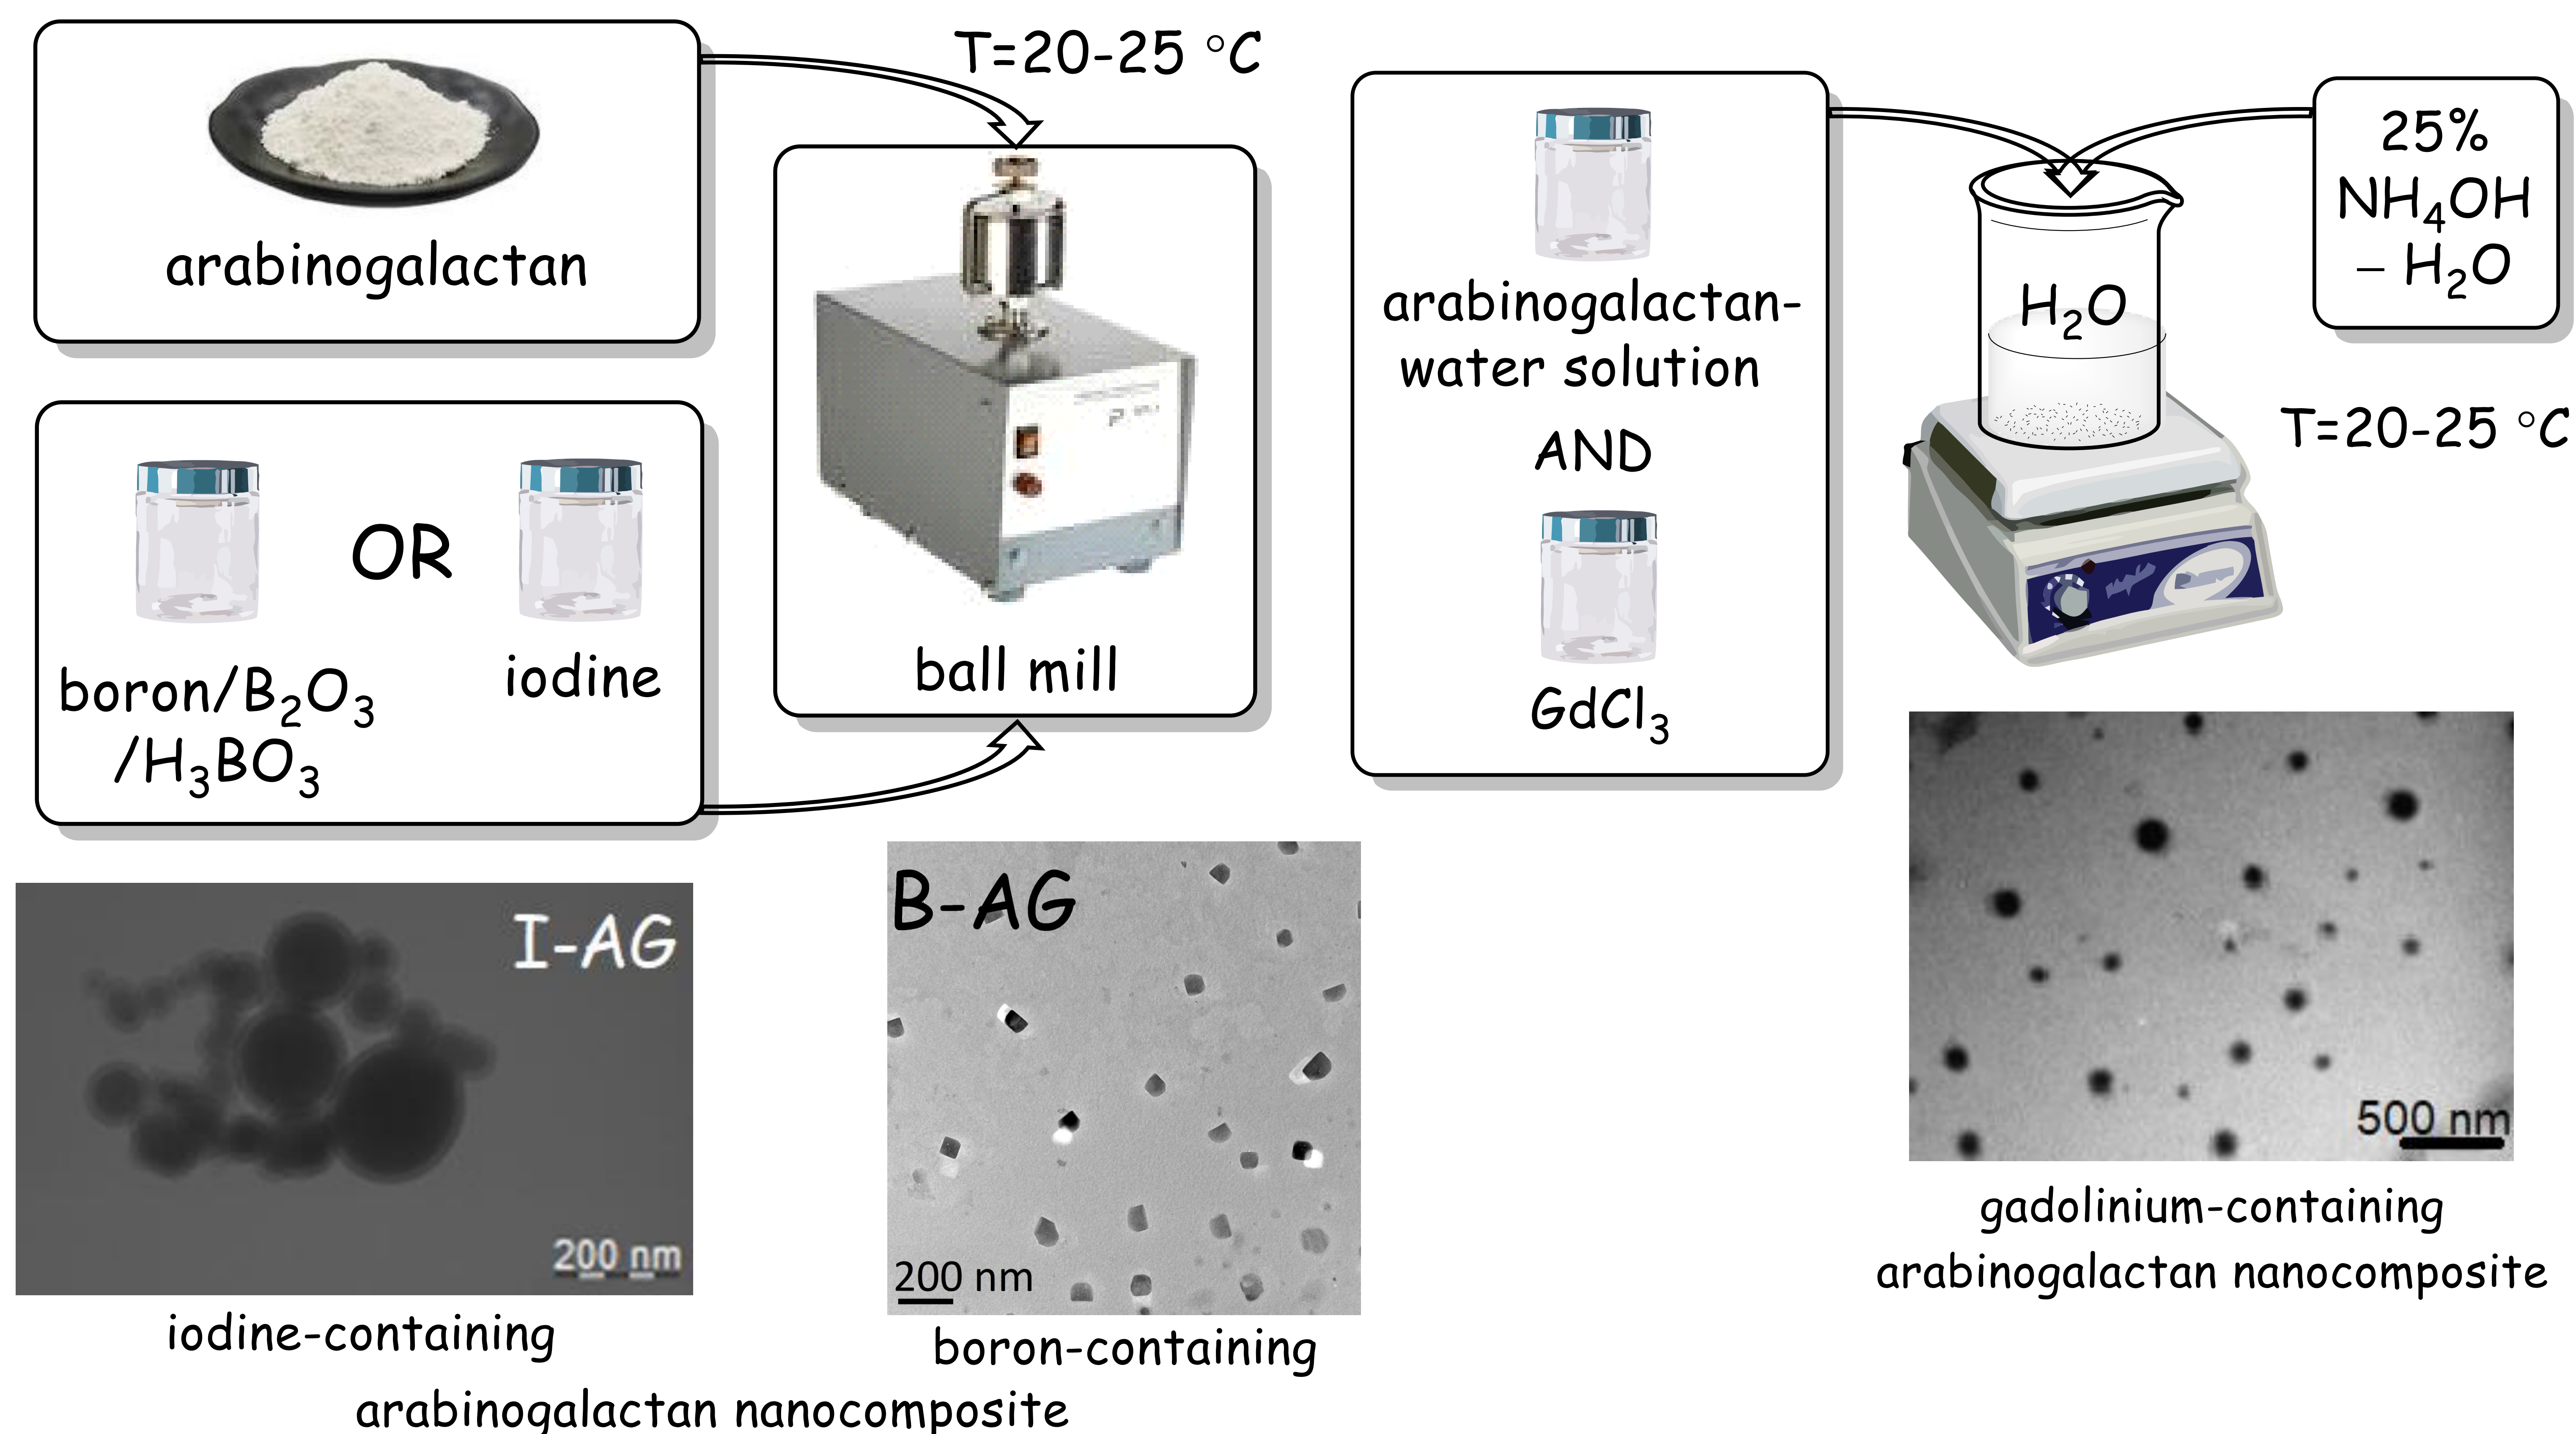 arabinogalactan
T=20-25 °C
boron/B₂O₃
/H₃BO₃
OR
iodine
ball mill
arabinogalactan-
water solution
AND
GdCl₃
25%
NH₄OH
– H₂O
H₂O
T=20-25 °C
I-AG
200 nm
iodine-containing
B-AG
200 nm
boron-containing
arabinogalactan nanocomposite
500 nm
gadolinium-containing
arabinogalactan nanocomposite